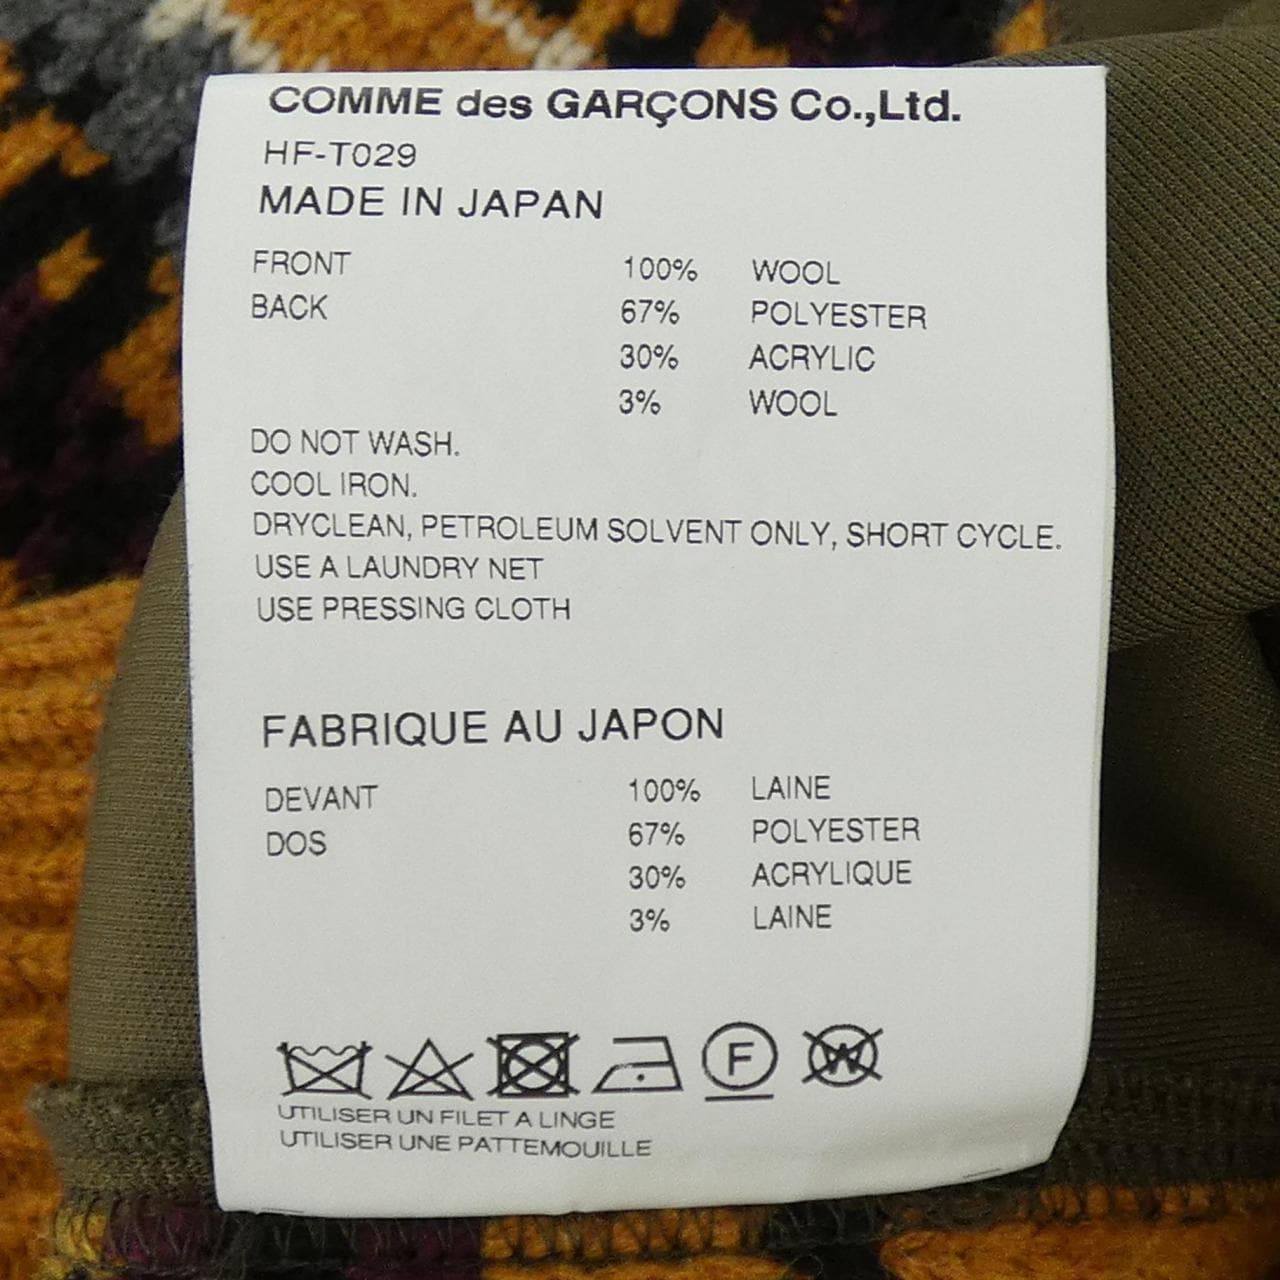 COMME des GARÇONS Co.,Ltd.
HF-T029
MADE IN JAPAN
FRONT 100% WOOL
BACK 67% POLYESTER
30% ACRYLIC
3% WOOL
DO NOT WASH.
COOL IRON.
DRYCLEAN, PETROLEUM SOLVENT ONLY, SHORT CYCLE.
USE A LAUNDRY NET
USE PRESSING CLOTH
FABRIQUE AU JAPON
DEVANT 100% LAINE
DOS 67% POLYESTER
30% ACRYLIQUE
3% LAINE
F W
UTILISER UN FILET A LINGE
UTILISER UNE PATTEMOUILLE